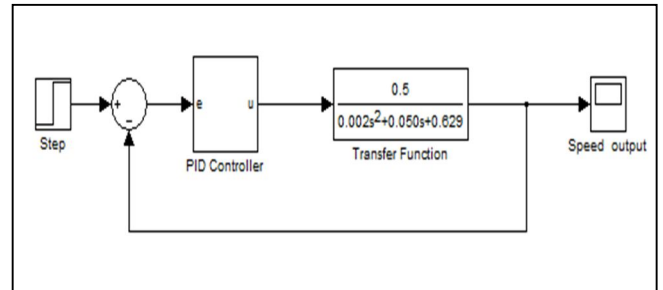 Step
+
−
e u
PID Controller
0.5
0.002s²+0.050s+0.629
Transfer Function
Speed output